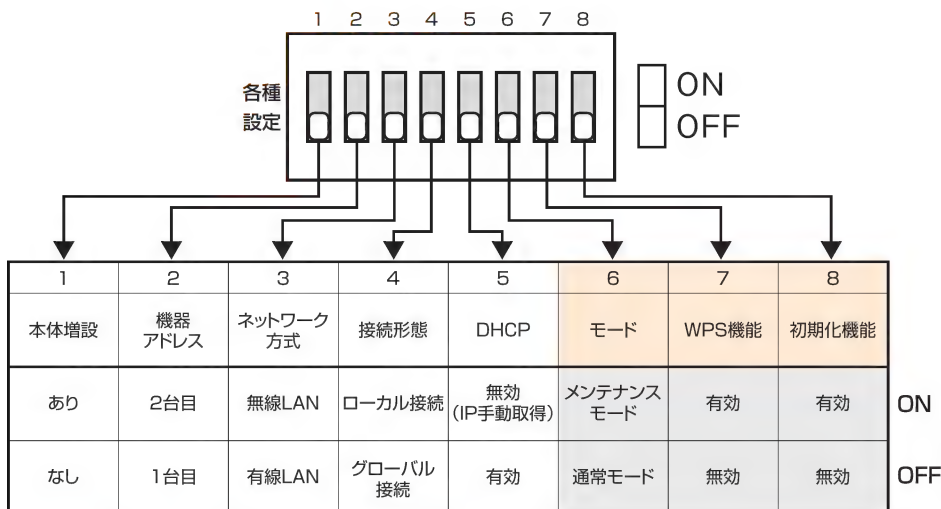 1 2 3 4 5 6 7 8
各種
設定
ON
OFF
1 2 3 4 5 6 7 8
本体増設 機器アドレス ネットワーク方式 接続形態 DHCP モード WPS機能 初期化機能
あり 2台目 無線LAN ローカル接続 無効(IP手動取得) メンテナンスモード 有効 有効 ON
なし 1台目 有線LAN グローバル接続 有効 通常モード 無効 無効 OFF